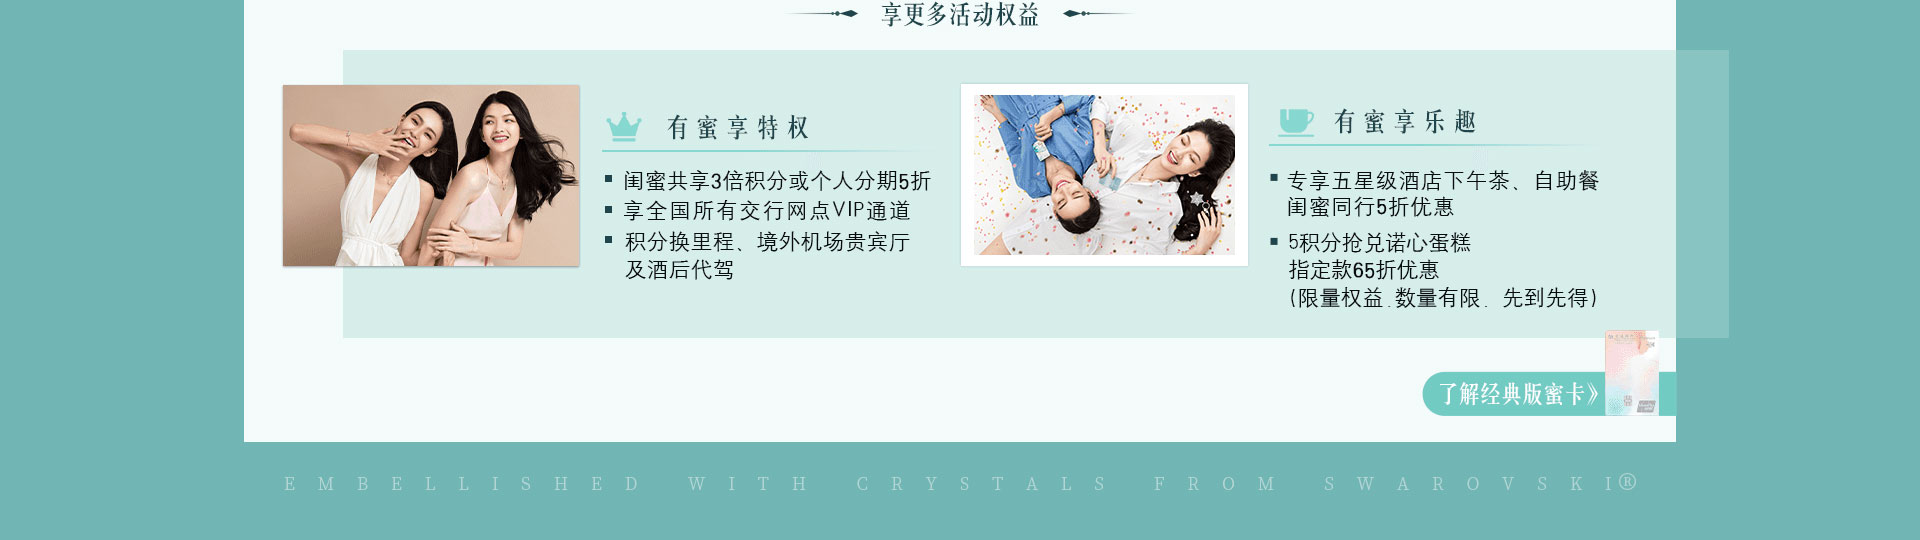 享更多活动权益
有蜜享特权
闺蜜共享3倍积分或个人分期5折
享全国所有交行网点VIP通道
积分换里程、境外机场贵宾厅
及酒后代驾
有蜜享乐趣
专享五星级酒店下午茶、自助餐
闺蜜同行5折优惠
5积分抢兑诺心蛋糕
指定款65折优惠
(限量权益.数量有限. 先到先得)
了解经典版蜜卡》
EMBELLISHED WITH CRYSTALS FROM SWAROVSKI®